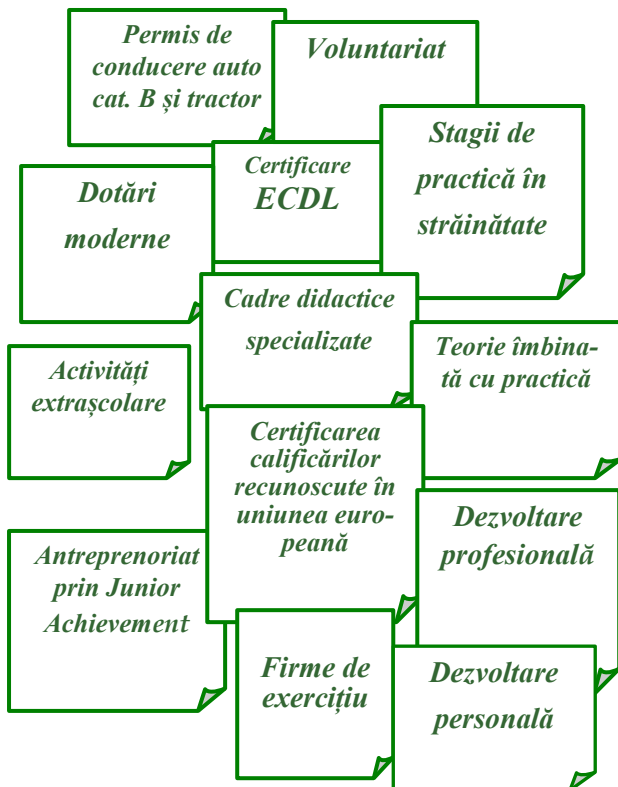 Permis de
conducere auto
cat. B și tractor
Voluntariat
Stagii de
practică în
străinătate
Certificare
ECDL
Dotări
moderne
Cadre didactice
specializate
Teorie îmbina-
tă cu practică
Activități
extrașcolare
Certificarea
calificărilor
recunoscute în
uniunea euro-
peană
Dezvoltare
profesională
Antreprenoriat
prin Junior
Achievement
Firme de
exercițiu
Dezvoltare
personală